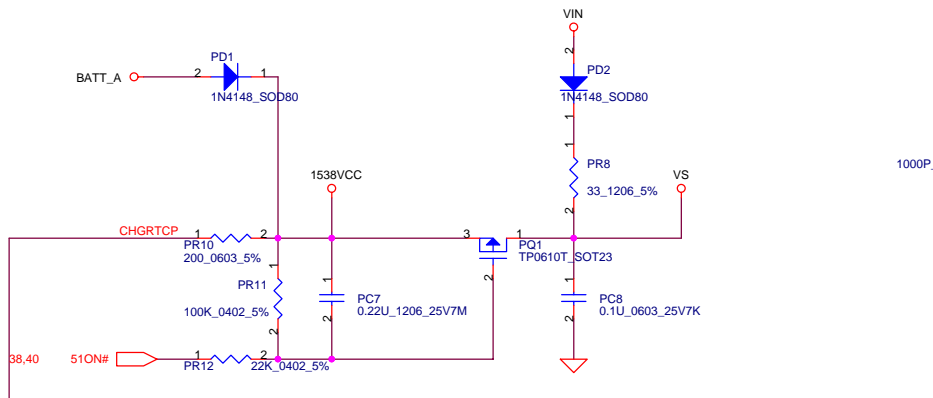 VIN
2
PD1
PD2
BATT_A
2
1
1N4148_SOD80
1N4148_SOD80
1
1
1000P_
PR8
1538VCC
VS
33_1206_5%
2
CHGRTCP
1
2
3
1
PR10
PQ1
200_0603_5%
TP0610T_SOT23
1
2
1
1
PR11
PC7
PC8
100K_0402_5%
0.22U_1206_25V7M
0.1U_0603_25V7K
2
2
2
38,40
51ON#
1
2
PR12
22K_0402_5%